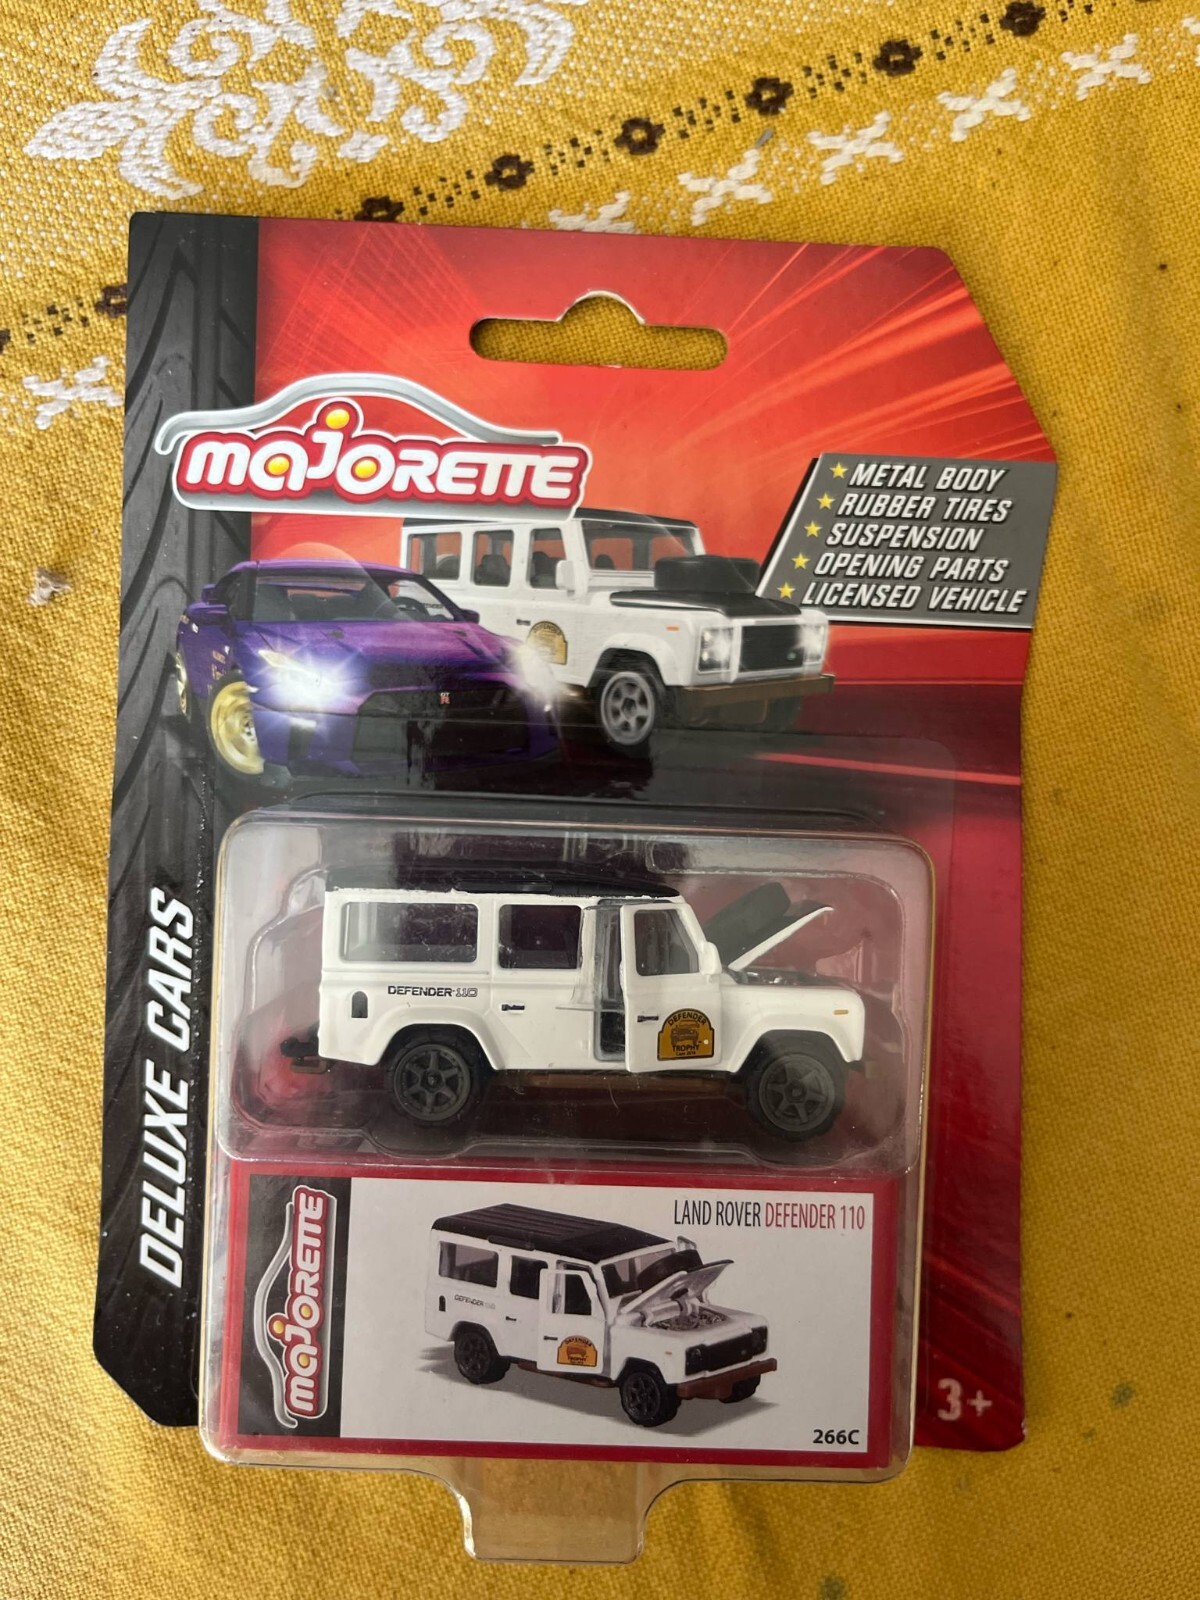 MAJORETTE
METAL BODY
RUBBER TIRES
SUSPENSION
OPENING PARTS
LICENSED VEHICLE
DELUXE CARS
DEFENDER 110
DEFENDER
TROPHY
MAJORETTE
LAND ROVER DEFENDER 110
DEFENDER
266C
3+